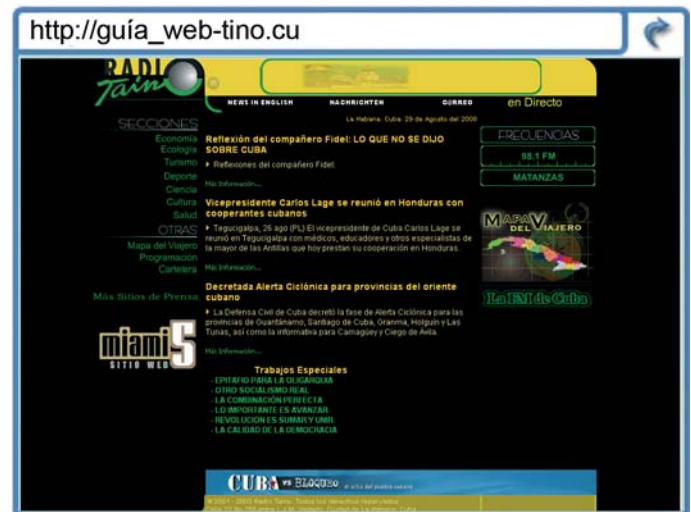 http://guía_web-tino.cu
RADIO
Taino
NEWS IN ENGLISH NACHRICHTEN CORREO en Directo
La Habana. Cuba. 29 de Agosto del 2008
SECCIONES
Economía
Ecología
Turismo
Deporte
Ciencia
Cultura
Salud
OTRAS
Mapa del Viajero
Programación
Cartelera
Más Sitios de Prensa
miami5
SITIO WEB
Reflexión del compañero Fidel: LO QUE NO SE DIJO
SOBRE CUBA
Reflexiones del compañero Fidel.
Más Información...
Vicepresidente Carlos Lage se reunió en Honduras con
cooperantes cubanos
Tegucigalpa, 26 ago (PL) El vicepresidente de Cuba Carlos Lage se
reunió en Tegucigalpa con médicos, educadores y otros especialistas de
la mayor de las Antillas que hoy prestan su cooperación en Honduras.
Más Información...
Decretada Alerta Ciclónica para provincias del oriente
cubano
La Defensa Civil de Cuba decretó la fase de Alerta Ciclónica para las
provincias de Guantánamo, Santiago de Cuba, Granma, Holguín y Las
Tunas, así como la informativa para Camagüey y Ciego de Ávila.
Más Información...
Trabajos Especiales
- EPITAFIO PARA LA OLIGARQUIA
- OTRO SOCIALISMO REAL
- LA COMBINACIÓN PERFECTA
- LO IMPORTANTE ES AVANZAR
- REVOLUCION ES SUMAR Y UNIR
- LA CALIDAD DE LA DEMOCRACIA
FRECUENCIAS
98.1 FM
MATANZAS
MAPA DEL VIAJERO
La FM de Cuba
CUBA VS BLOQUEO